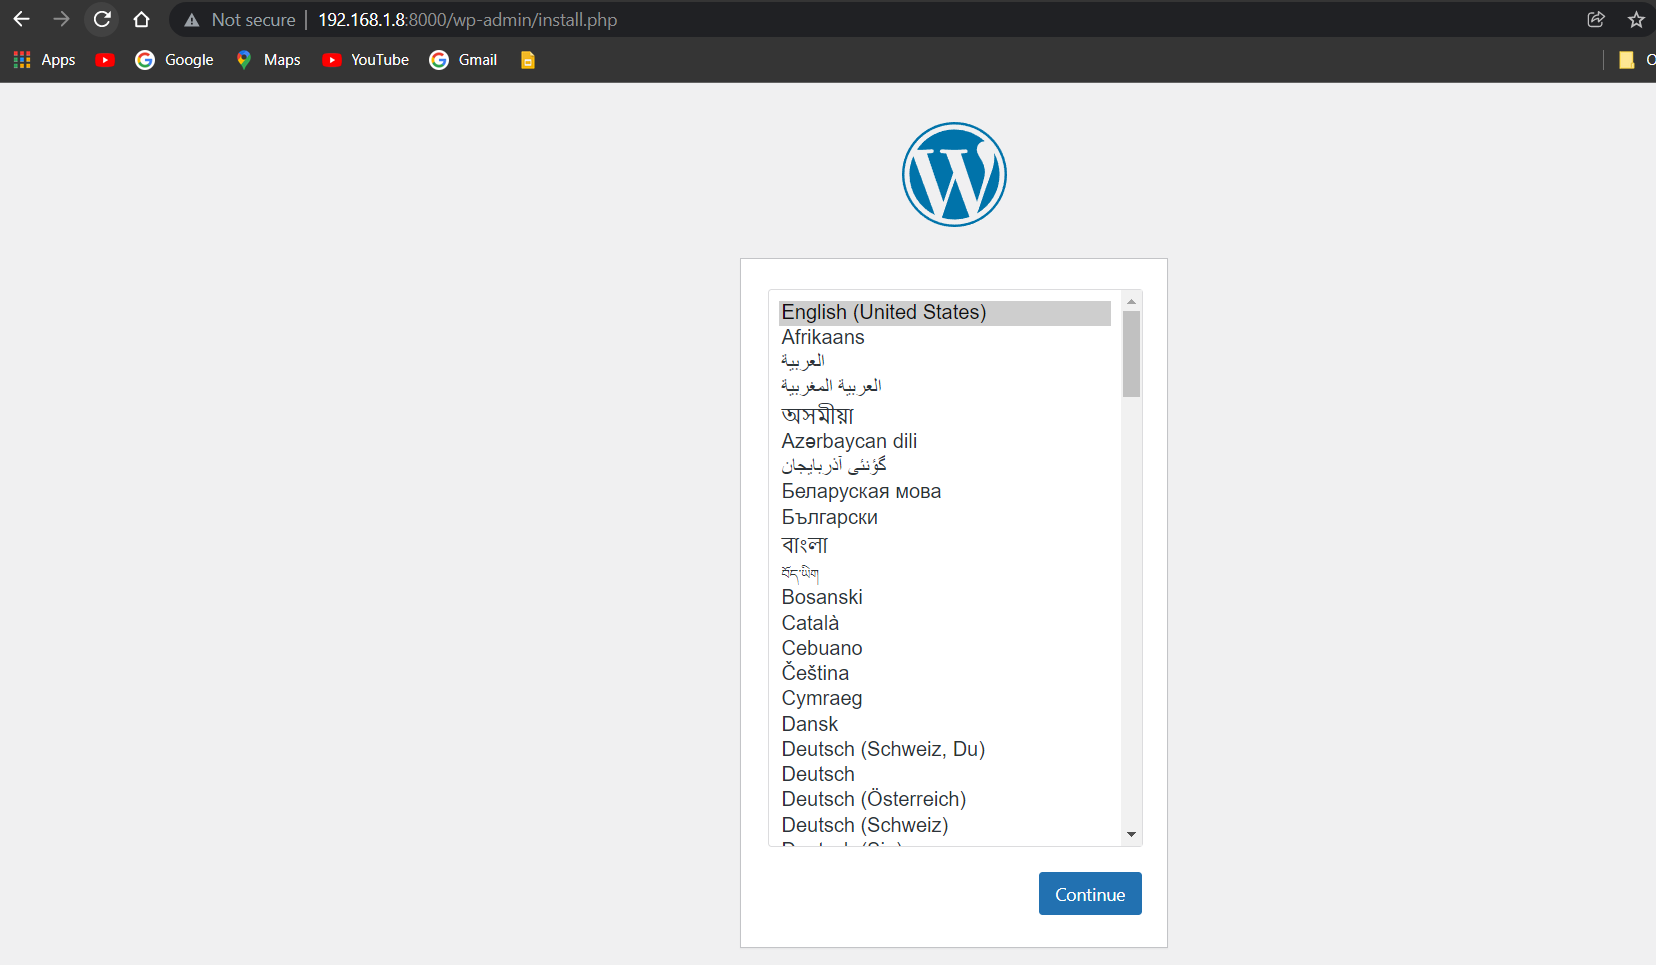 Not secure | 192.168.1.8:8000/wp-admin/install.php
Apps Google Maps YouTube Gmail
English (United States)
Afrikaans
العربية
العربية المغربية
অসমীয়া
Azərbaycan dili
گؤنئی آذربایجان
Беларуская мова
Български
বাংলা
བོད་ཡིག
Bosanski
Català
Cebuano
Čeština
Cymraeg
Dansk
Deutsch (Schweiz, Du)
Deutsch
Deutsch (Österreich)
Deutsch (Schweiz)
Continue